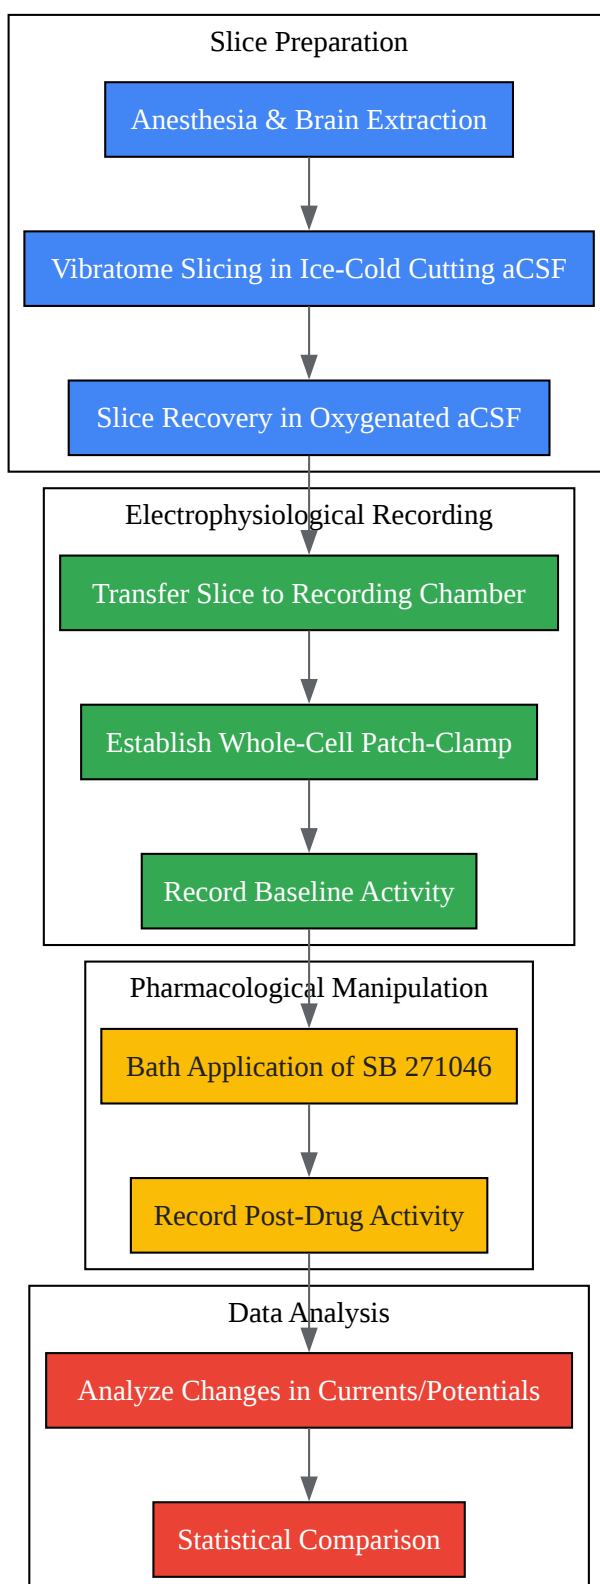 Slice Preparation
Anesthesia & Brain Extraction
Vibratome Slicing in Ice-Cold Cutting aCSF
Slice Recovery in Oxygenated aCSF
Electrophysiological Recording
Transfer Slice to Recording Chamber
Establish Whole-Cell Patch-Clamp
Record Baseline Activity
Pharmacological Manipulation
Bath Application of SB 271046
Record Post-Drug Activity
Data Analysis
Analyze Changes in Currents/Potentials
Statistical Comparison